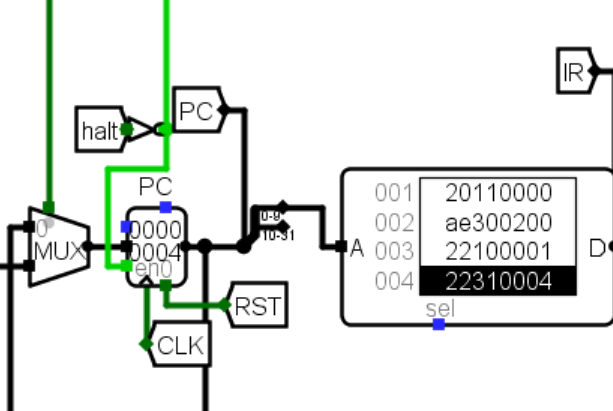 IR
PC
halt
PC
0000
0004
en0
0
MUX
0-9
10-31
A
001 20110000
002 ae300200
003 22100001
004 22310004
D
sel
RST
CLK